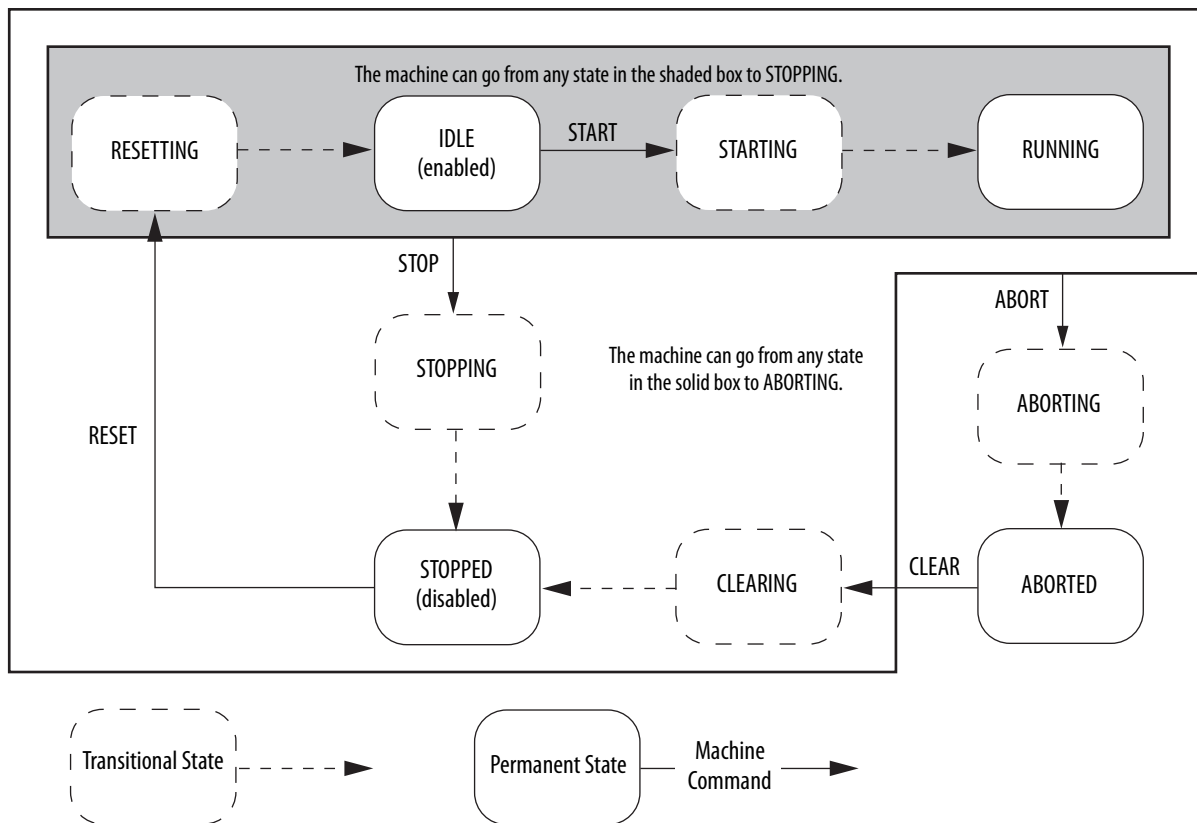 The machine can go from any state in the shaded box to STOPPING.
RESETTING
IDLE
(enabled)
START
STARTING
RUNNING
STOP
ABORT
STOPPING
The machine can go from any state
in the solid box to ABORTING.
ABORTING
RESET
STOPPED
(disabled)
CLEARING
CLEAR
ABORTED
Transitional State
Permanent State
Machine
Command